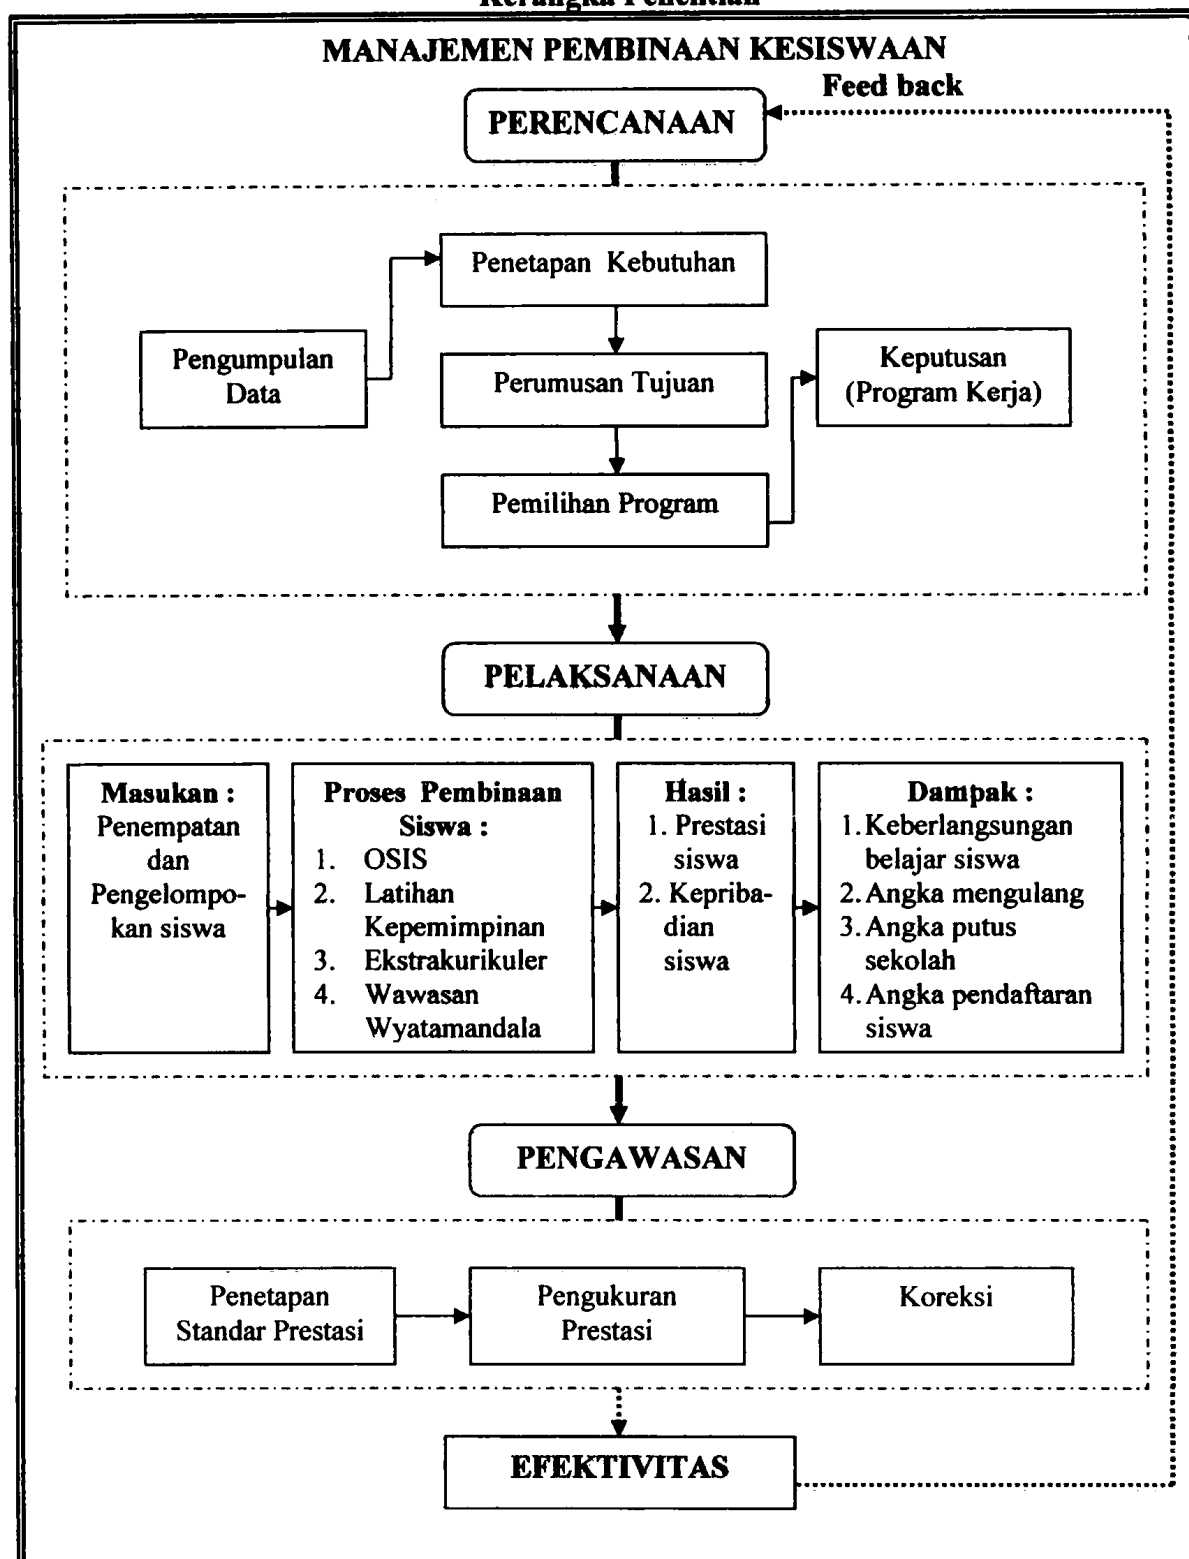 Kerangka Penelitian
MANAJEMEN PEMBINAAN KESISWAAN
Feed back
PERENCANAAN
Penetapan Kebutuhan
Pengumpulan
Data
Perumusan Tujuan
Keputusan
(Program Kerja)
Pemilihan Program
PELAKSANAAN
Masukan :
Penempatan
dan
Pengelompo-
kan siswa
Proses Pembinaan
Siswa :
1. OSIS
2. Latihan
Kepemimpinan
3. Ekstrakurikuler
4. Wawasan
Wyatamandala
Hasil :
1. Prestasi
siswa
2. Kepriba-
dian
siswa
Dampak :
1. Keberlangsungan
belajar siswa
2. Angka mengulang
3. Angka putus
sekolah
4. Angka pendaftaran
siswa
PENGAWASAN
Penetapan
Standar Prestasi
Pengukuran
Prestasi
Koreksi
EFEKTIVITAS